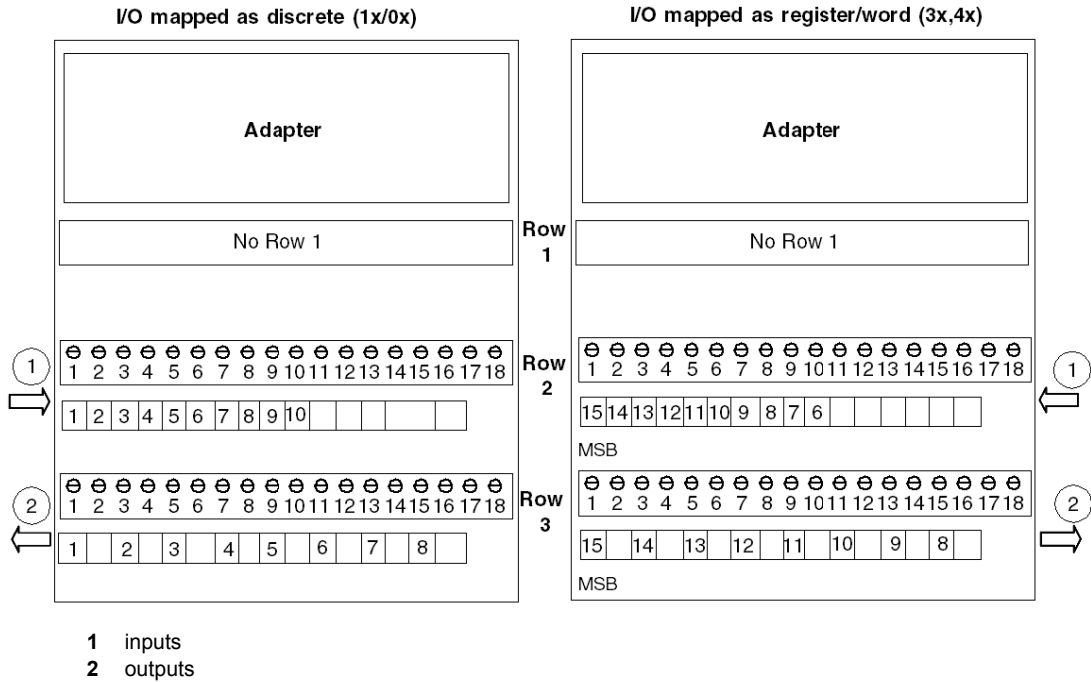 I/O mapped as discrete (1x/0x)
I/O mapped as register/word (3x,4x)
Adapter
Adapter
No Row 1
Row 1
No Row 1
1
1 2 3 4 5 6 7 8 9 10 11 12 13 14 15 16 17 18
Row 2
1 2 3 4 5 6 7 8 9 10 11 12 13 14 15 16 17 18
1
1 2 3 4 5 6 7 8 9 10
15 14 13 12 11 10 9 8 7 6
MSB
2
1 2 3 4 5 6 7 8 9 10 11 12 13 14 15 16 17 18
Row 3
1 2 3 4 5 6 7 8 9 10 11 12 13 14 15 16 17 18
2
1 2 3 4 5 6 7 8
15 14 13 12 11 10 9 8
MSB
1 inputs
2 outputs